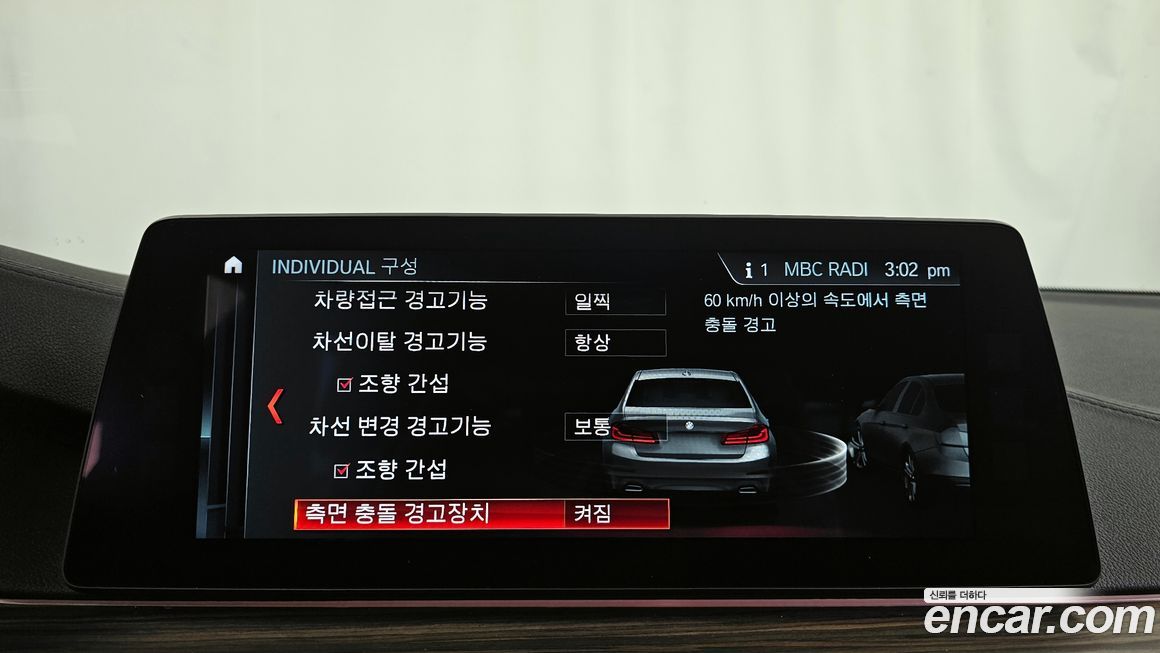 INDIVIDUAL 구성
i 1 MBC RADI 3:02 pm
차량접근 경고기능 일찍
차선이탈 경고기능 항상
조향 간섭
차선 변경 경고기능 보통
조향 간섭
측면 충돌 경고장치 켜짐
60 km/h 이상의 속도에서 측면
충돌 경고
신뢰를 더하다
encar.com